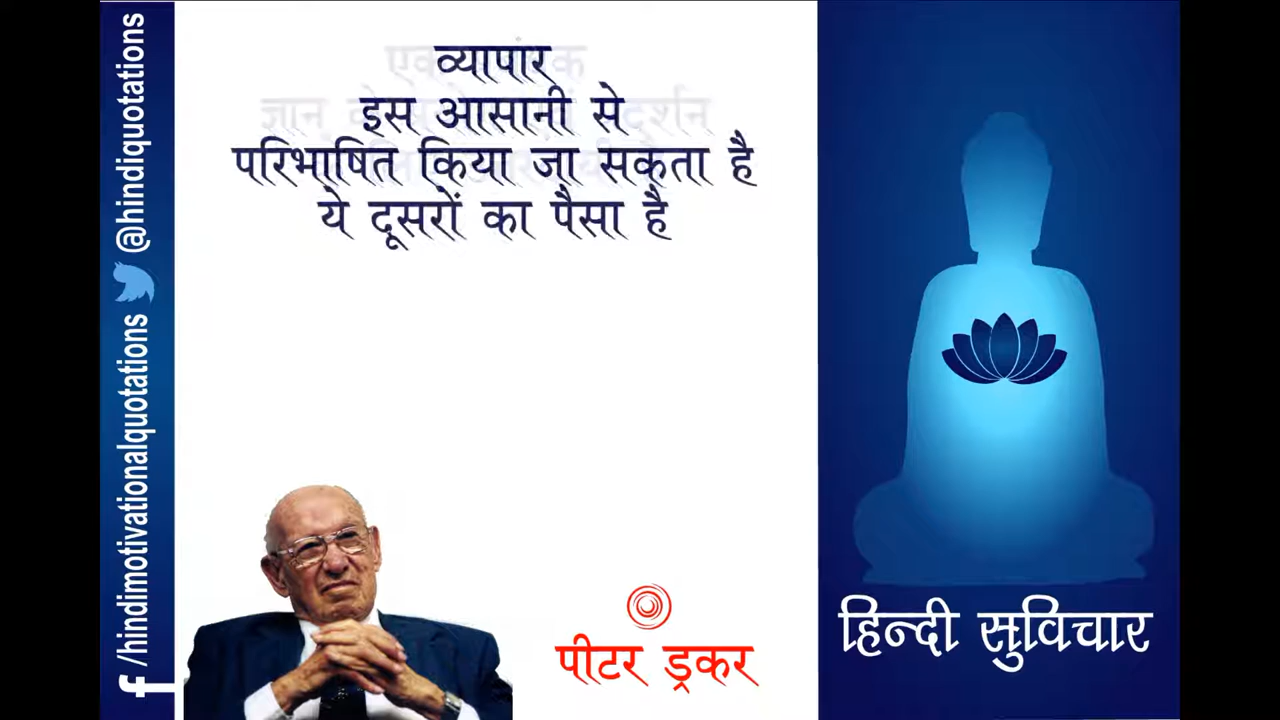 व्यापार
इस आसानी से
परिभाषित किया जा सकता है
ये दूसरों का पैसा है
पीटर ड्रकर
हिन्दी सुविचार
/hindimotivationalquotations
@hindiquotations